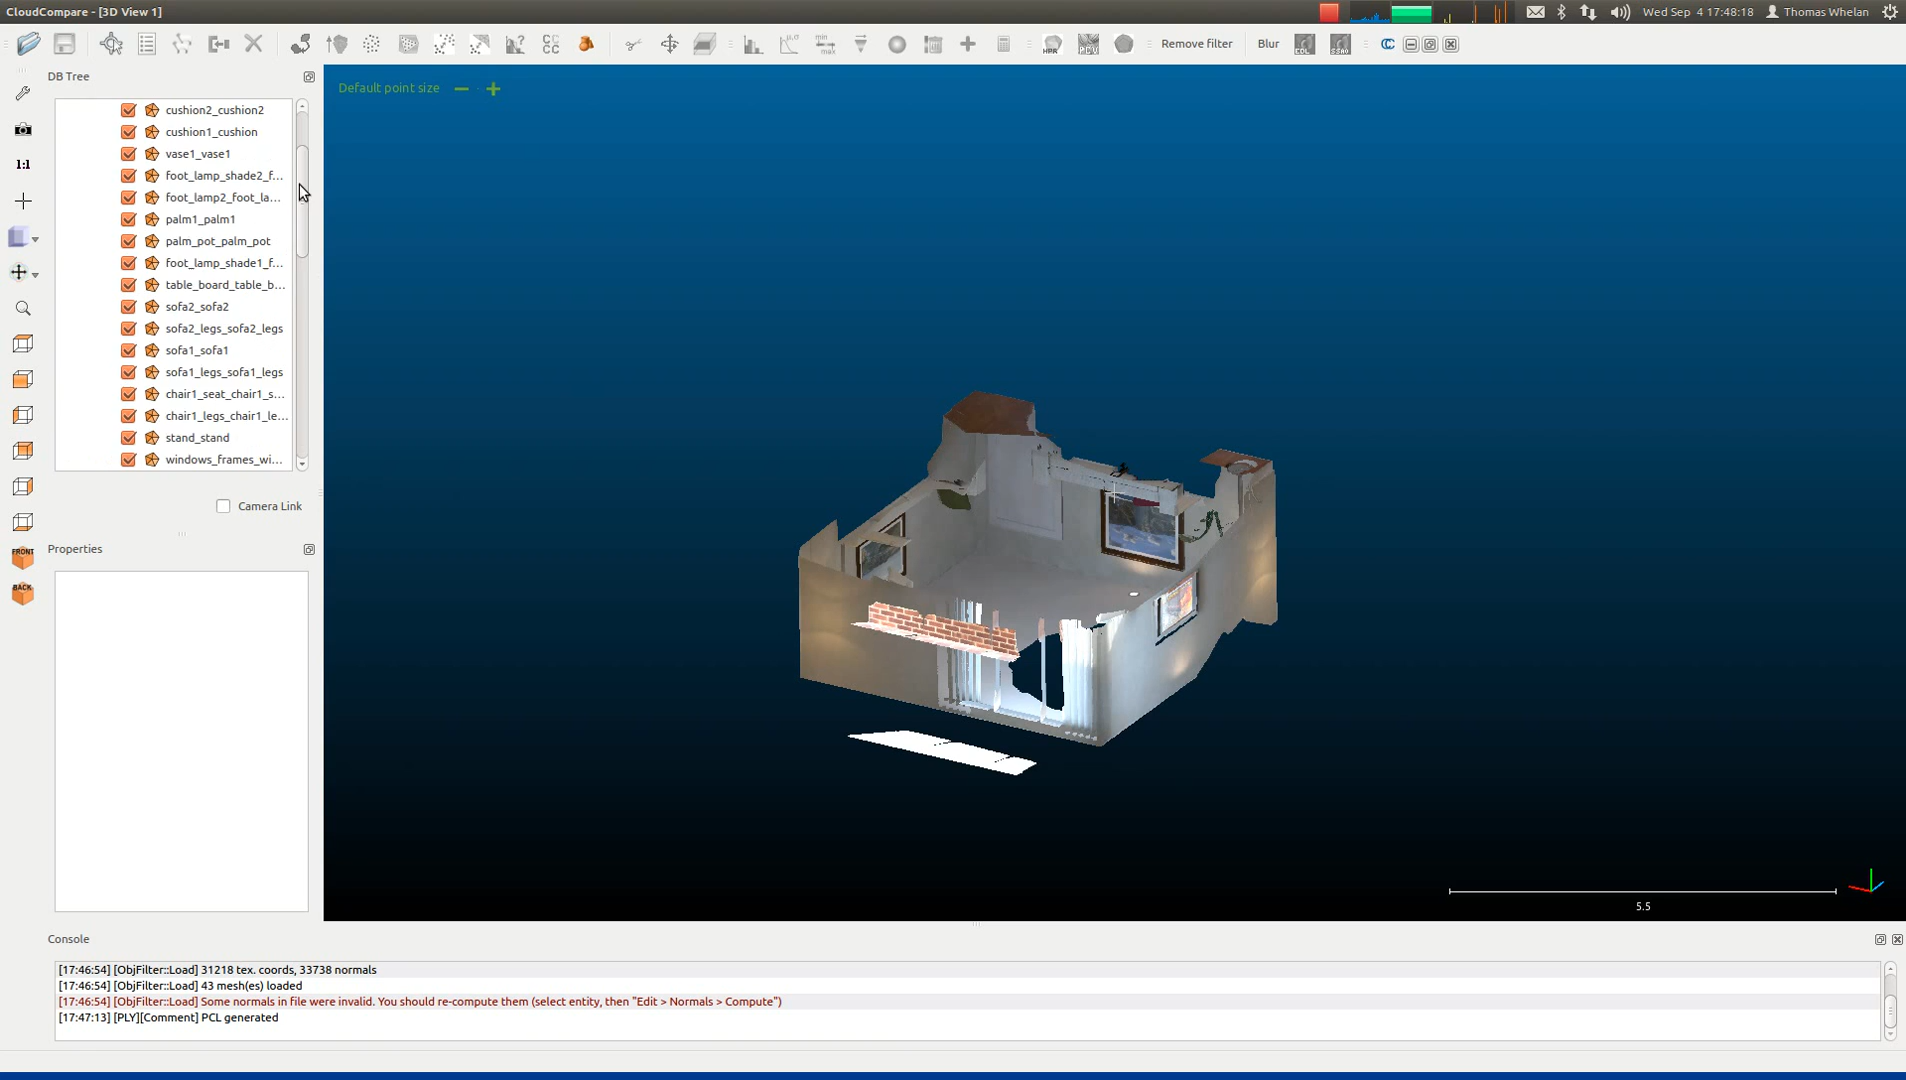 CloudCompare - [3D View 1]
Wed Sep 4 17:48:18
Thomas Whelan
CC
CC
Remove filter
Blur
DB Tree
Default point size
cushion2_cushion2
cushion1_cushion
vase1_vase1
foot_lamp_shade2_f...
foot_lamp2_foot_la...
palm1_palm1
palm_pot_palm_pot
foot_lamp_shade1_f...
table_board_table_b...
sofa2_sofa2
sofa2_legs_sofa2_legs
sofa1_sofa1
sofa1_legs_sofa1_legs
chair1_seat_chair1_s...
chair1_legs_chair1_le...
stand_stand
windows_frames_wi...
1:1
Camera Link
Properties
FRONT
BACK
5.5
Console
[17:46:54] [ObjFilter::Load] 31218 tex. coords, 33738 normals
[17:46:54] [ObjFilter::Load] 43 mesh(es) loaded
[17:46:54] [ObjFilter::Load] Some normals in file were invalid. You should re-compute them (select entity, then "Edit > Normals > Compute")
[17:47:13] [PLY][Comment] PCL generated